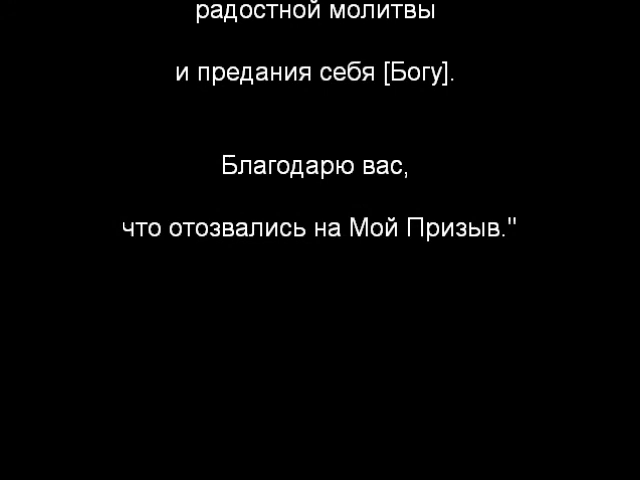 радостной молитвы
и предания себя [Богу].
Благодарю вас,
что отозвались на Мой Призыв."